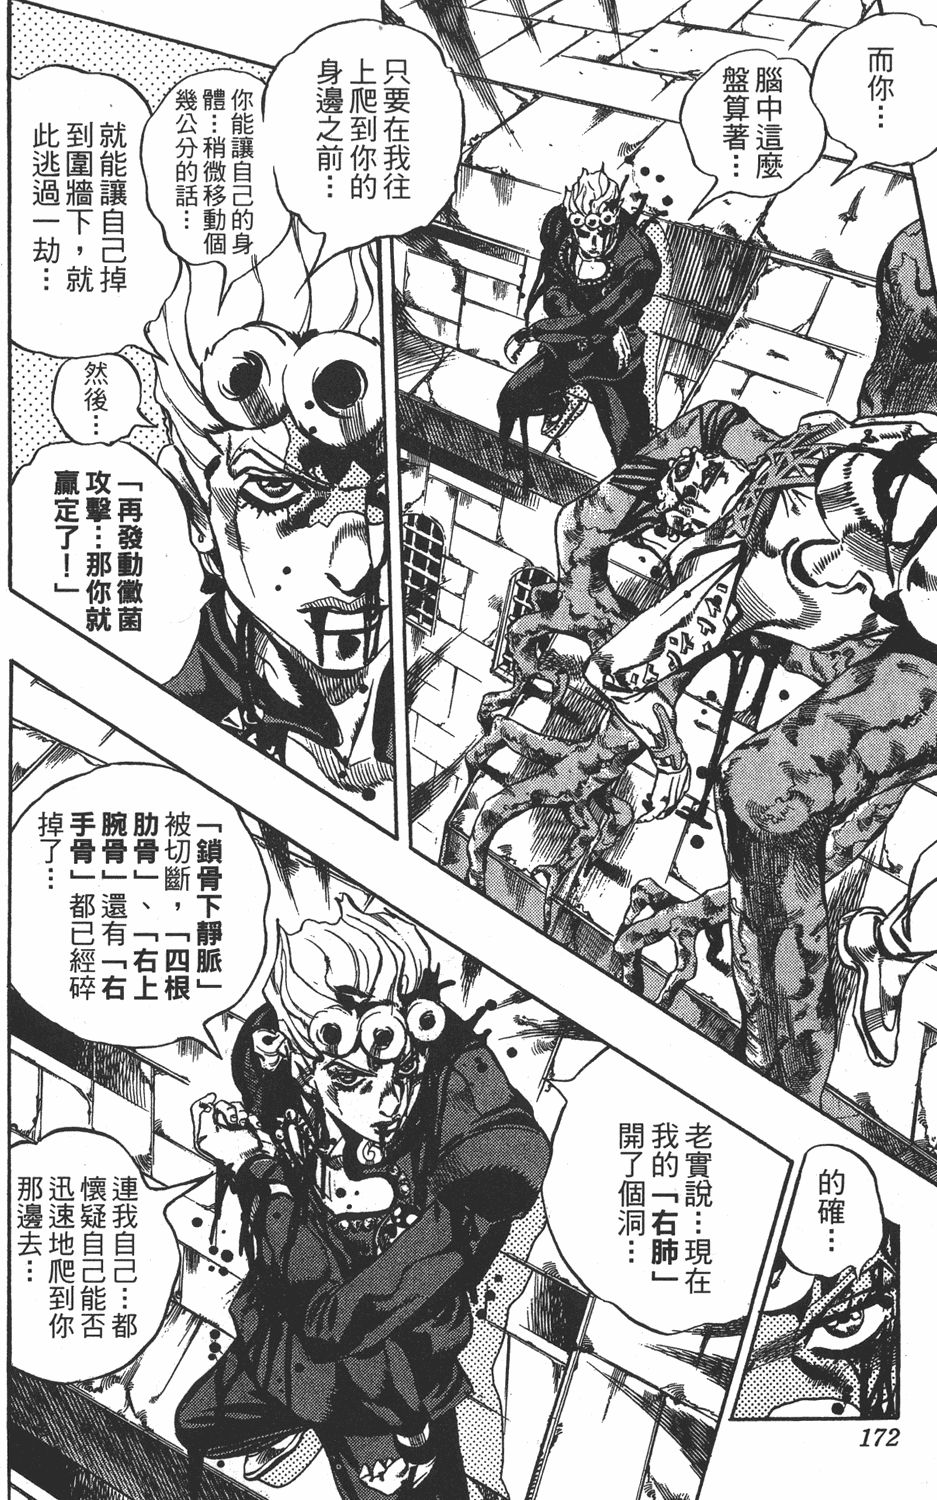 而你…
腦中這麼
盤算著…
只要在我往
上爬到你的
身邊之前…
你能讓自己的身
體…稍微移動個
幾公分的話…
就能讓自己掉
到圍牆下，就
此逃過一劫…
然後…
「再發動黴菌
攻擊…那你就
贏定了！」
的確…
老實說…現在
我的「右肺」
開了個洞…
「鎖骨下靜脈」
被切斷，「四根
肋骨」、「右上
腕骨」還有「右
手骨」都已經碎
掉了…
連我自己…都
懷疑自己能否
迅速地爬到你
那邊去…
172